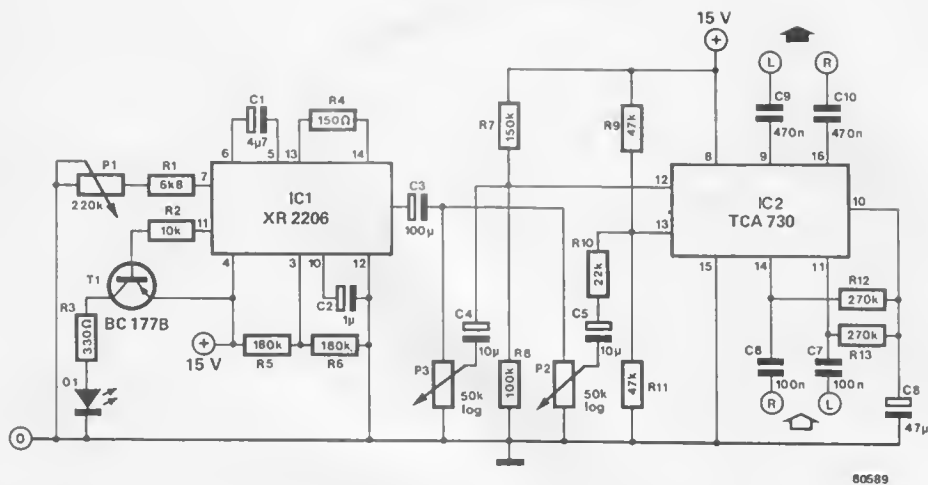 15 V
+
L
R
C9
470n
C10
470n
C1
4µ7
R4
150Ω
6
5
13
14
R7
150k
R9
47k
8
9
16
P1
220k
R1
6k8
7
IC1
XR 2206
C3
100µ
12
IC2
TCA 730
10
R2
10k
11
13
R10
22k
4
3
10
12
15
14
11
R12
270k
T1
BC 177B
C2
1µ
C4
10µ
C5
10µ
R13
270k
R3
330Ω
15 V
+
180k
R5
180k
R6
P3
50k
log
R8
100k
P2
50k
log
47k
R11
C6
100n
C7
100n
R
L
C8
47µ
D1
0
80589